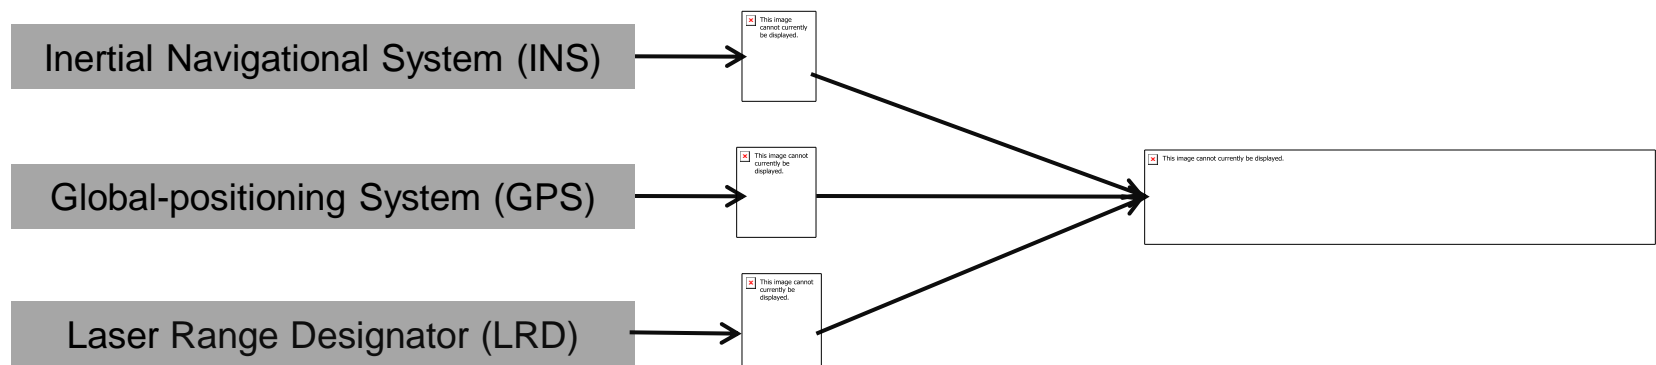 Inertial Navigational System (INS)
This image
cannot currently
be displayed.
Global-positioning System (GPS)
This image cannot
currently be
displayed.
This image cannot currently be displayed.
Laser Range Designator (LRD)
This image cannot
currently be
displayed.